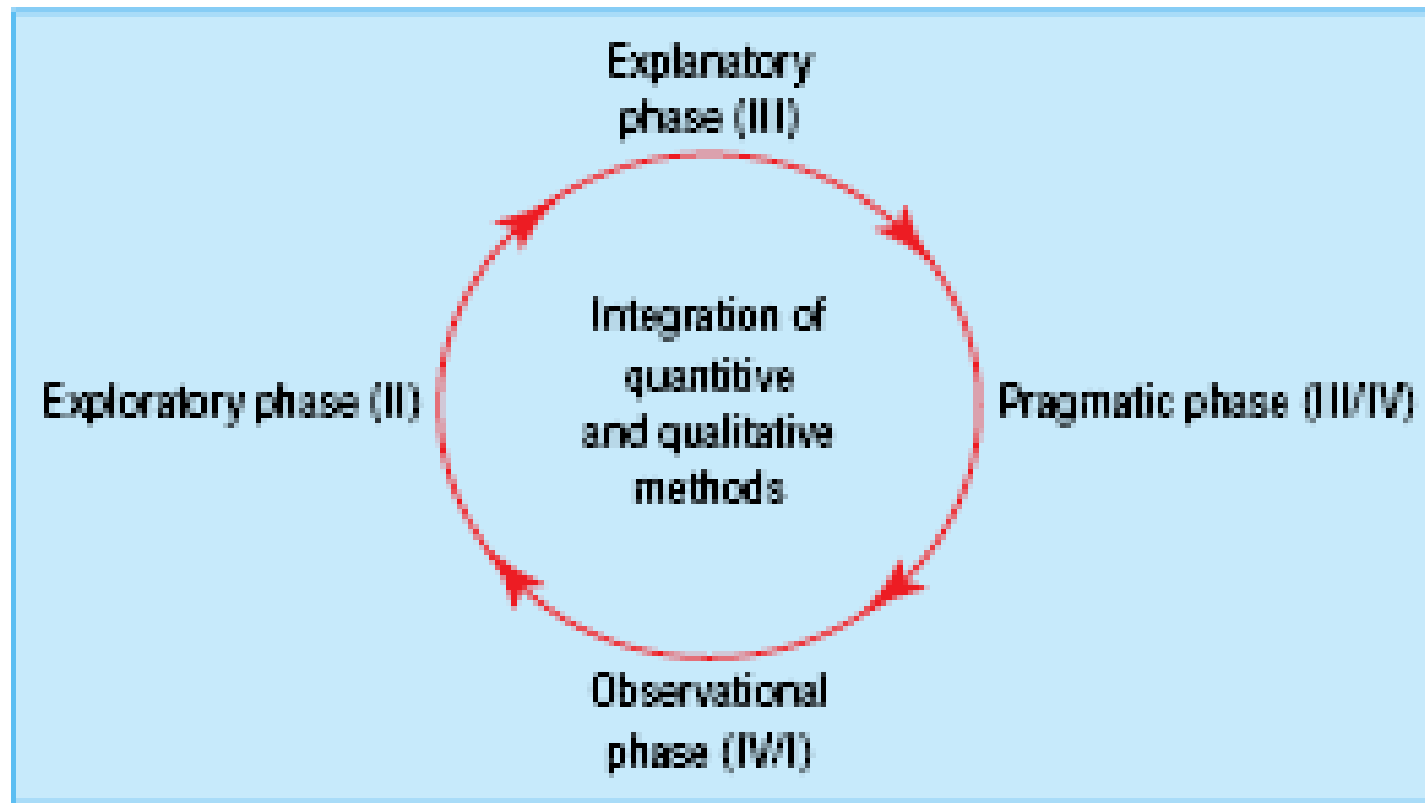 Explanatory
phase (III)
Integration of
quantitive
and qualitative
methods
Exploratory phase (II)
Pragmatic phase (III/IV)
Observational
phase (IV/I)